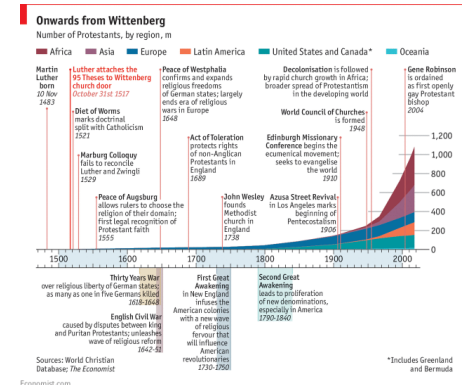 Onwards from Wittenberg
Number of Protestants, by region, m
Africa Asia Europe Latin America United States and Canada* Oceania
Martin
Luther
born
10 Nov
1483
Luther attaches the
95 Theses to Wittenberg
church door
October 31st 1517
Diet of Worms
marks doctrinal
split with Catholicism
1521
Marburg Colloquy
fails to reconcile
Luther and Zwingli
1529
Peace of Augsburg
allows rulers to choose the
religion of their domain;
first legal recognition of
Protestant faith
1555
Peace of Westphalia
confirms and expands
religious freedoms
of German states; largely
ends era of religious
wars in Europe
1648
Act of Toleration
protects rights
of non-Anglican
Protestants in
England
1689
John Wesley
founds
Methodist
church in
England
1738
Decolonisation is followed
by rapid church growth in Africa;
broader spread of Protestantism
in the developing world
World Council of Churches
is formed
1948
Edinburgh Missionary
Conference begins the
ecumenical movement;
seeks to evangelise
the world
1910
Azusa Street Revival
in Los Angeles marks
beginning of
Pentecostalism
1906
Gene Robinson
is ordained
as first openly
gay Protestant
bishop
2004
1,200
1,000
800
600
400
200
0
1500 1600 1700 1800 1900 2000
Thirty Years War
over religious liberty of German states;
as many as one in five Germans killed
1618-1648
English Civil War
caused by disputes between king
and Puritan Protestants; unleashes
wave of religious reform
1642-51
First Great
Awakening
in New England
infuses the
American colonies
with a new wave
of religious
fervour that
will influence
American
revolutionaries
1730-1750
Second Great
Awakening
leads to proliferation
of new denominations,
especially in America
1790-1840
Sources: World Christian
Database; The Economist
*Includes Greenland
and Bermuda
Economist.com